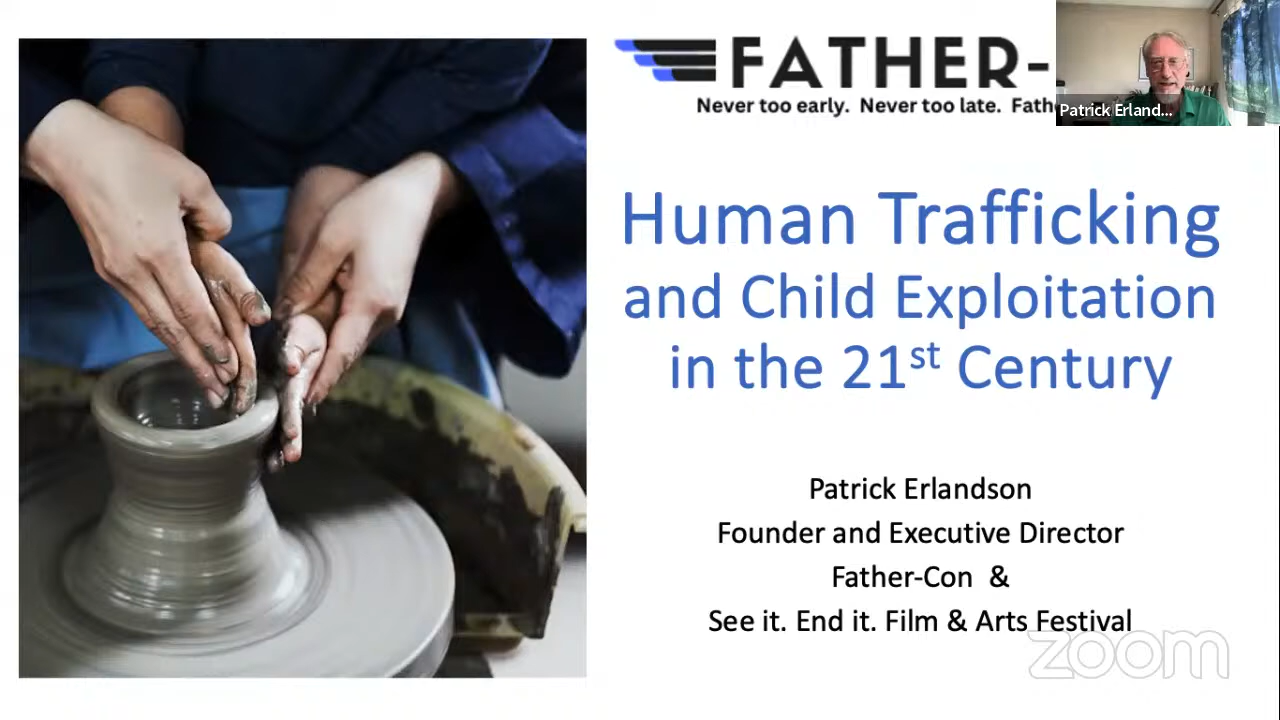 FATHER-
Never too early. Never too late. Fath
Patrick Erland...
Human Trafficking
and Child Exploitation
in the 21st Century
Patrick Erlandson
Founder and Executive Director
Father-Con &
See it. End it. Film & Arts Festival
zoom